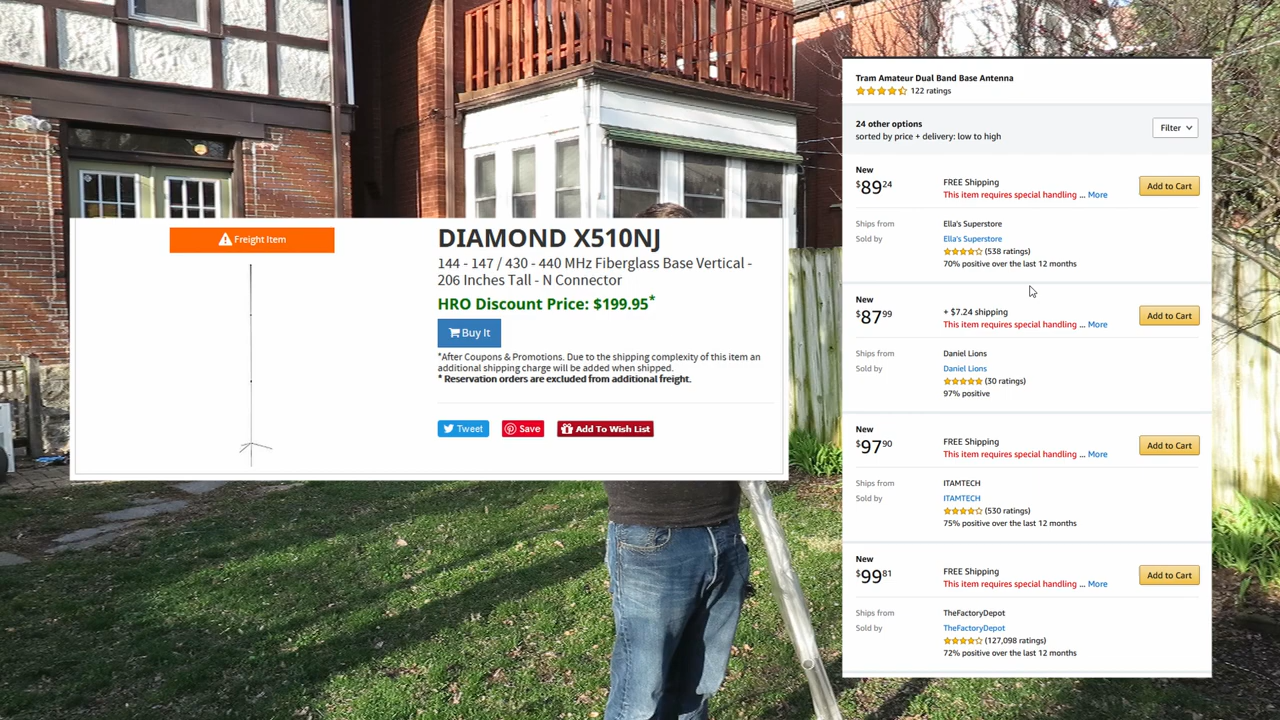 Freight Item
DIAMOND X510NJ
144 - 147 / 430 - 440 MHz Fiberglass Base Vertical -
206 Inches Tall - N Connector
HRO Discount Price: $199.95*
Buy It
*After Coupons & Promotions. Due to the shipping complexity of this item an
additional shipping charge will be added when shipped.
* Reservation orders are excluded from additional freight.
Tweet
Save
Add To Wish List
Tram Amateur Dual Band Base Antenna
122 ratings
24 other options
sorted by price + delivery: low to high
Filter
New
$89.24
FREE Shipping
This item requires special handling ... More
Add to Cart
Ships from Ella's Superstore
Sold by Ella's Superstore
(538 ratings)
70% positive over the last 12 months
New
$87.99
+ $7.24 shipping
This item requires special handling ... More
Add to Cart
Ships from Daniel Lions
Sold by Daniel Lions
(30 ratings)
97% positive
New
$97.90
FREE Shipping
This item requires special handling ... More
Add to Cart
Ships from ITAMTECH
Sold by ITAMTECH
(530 ratings)
75% positive over the last 12 months
New
$99.81
FREE Shipping
This item requires special handling ... More
Add to Cart
Ships from TheFactoryDepot
Sold by TheFactoryDepot
(127,098 ratings)
72% positive over the last 12 months